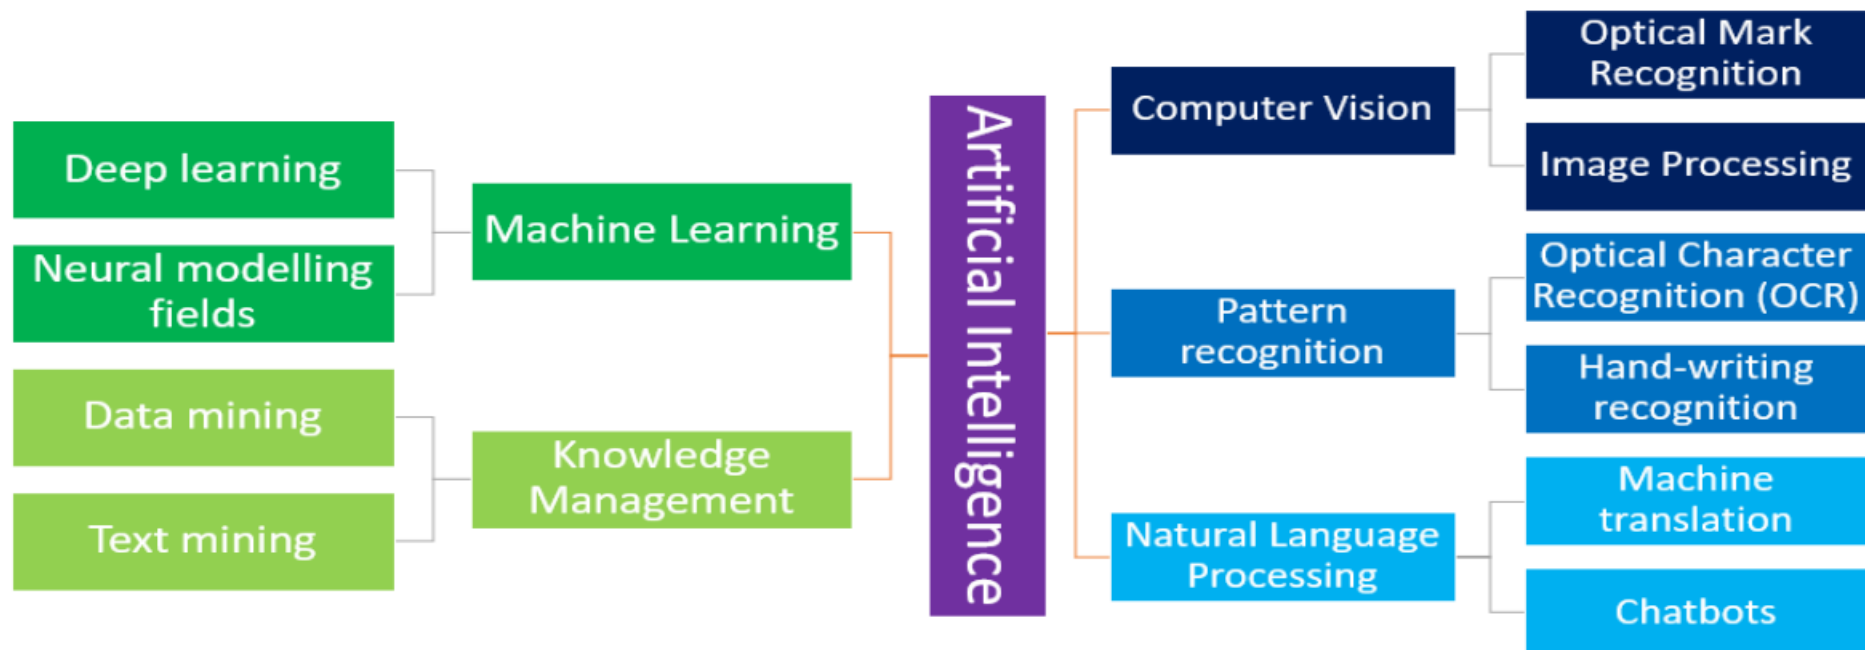 Deep learning
Neural modelling
fields
Data mining
Text mining
Machine Learning
Knowledge
Management
Artificial Intelligence
Computer Vision
Pattern
recognition
Natural Language
Processing
Optical Mark
Recognition
Image Processing
Optical Character
Recognition (OCR)
Hand-writing
recognition
Machine
translation
Chatbots